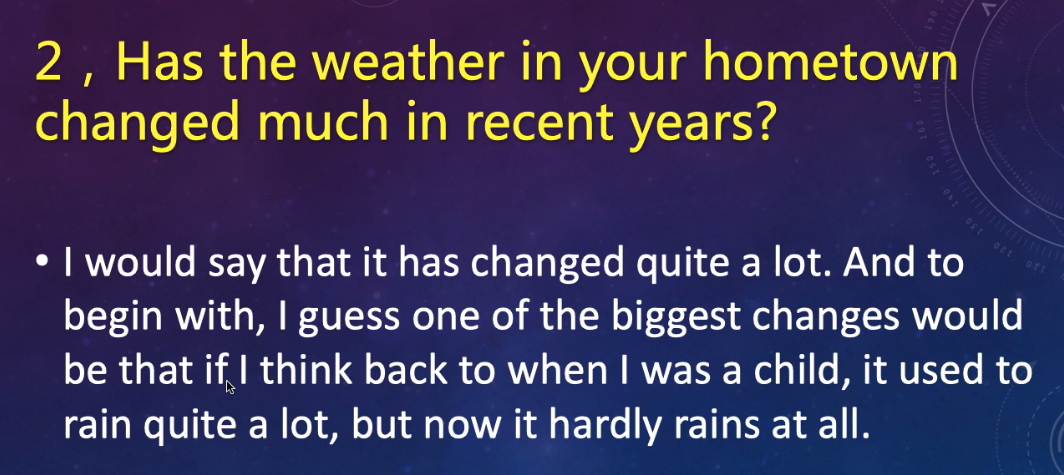 2，Has the weather in your hometown
changed much in recent years?
• I would say that it has changed quite a lot. And to
begin with, I guess one of the biggest changes would
be that if I think back to when I was a child, it used to
rain quite a lot, but now it hardly rains at all.